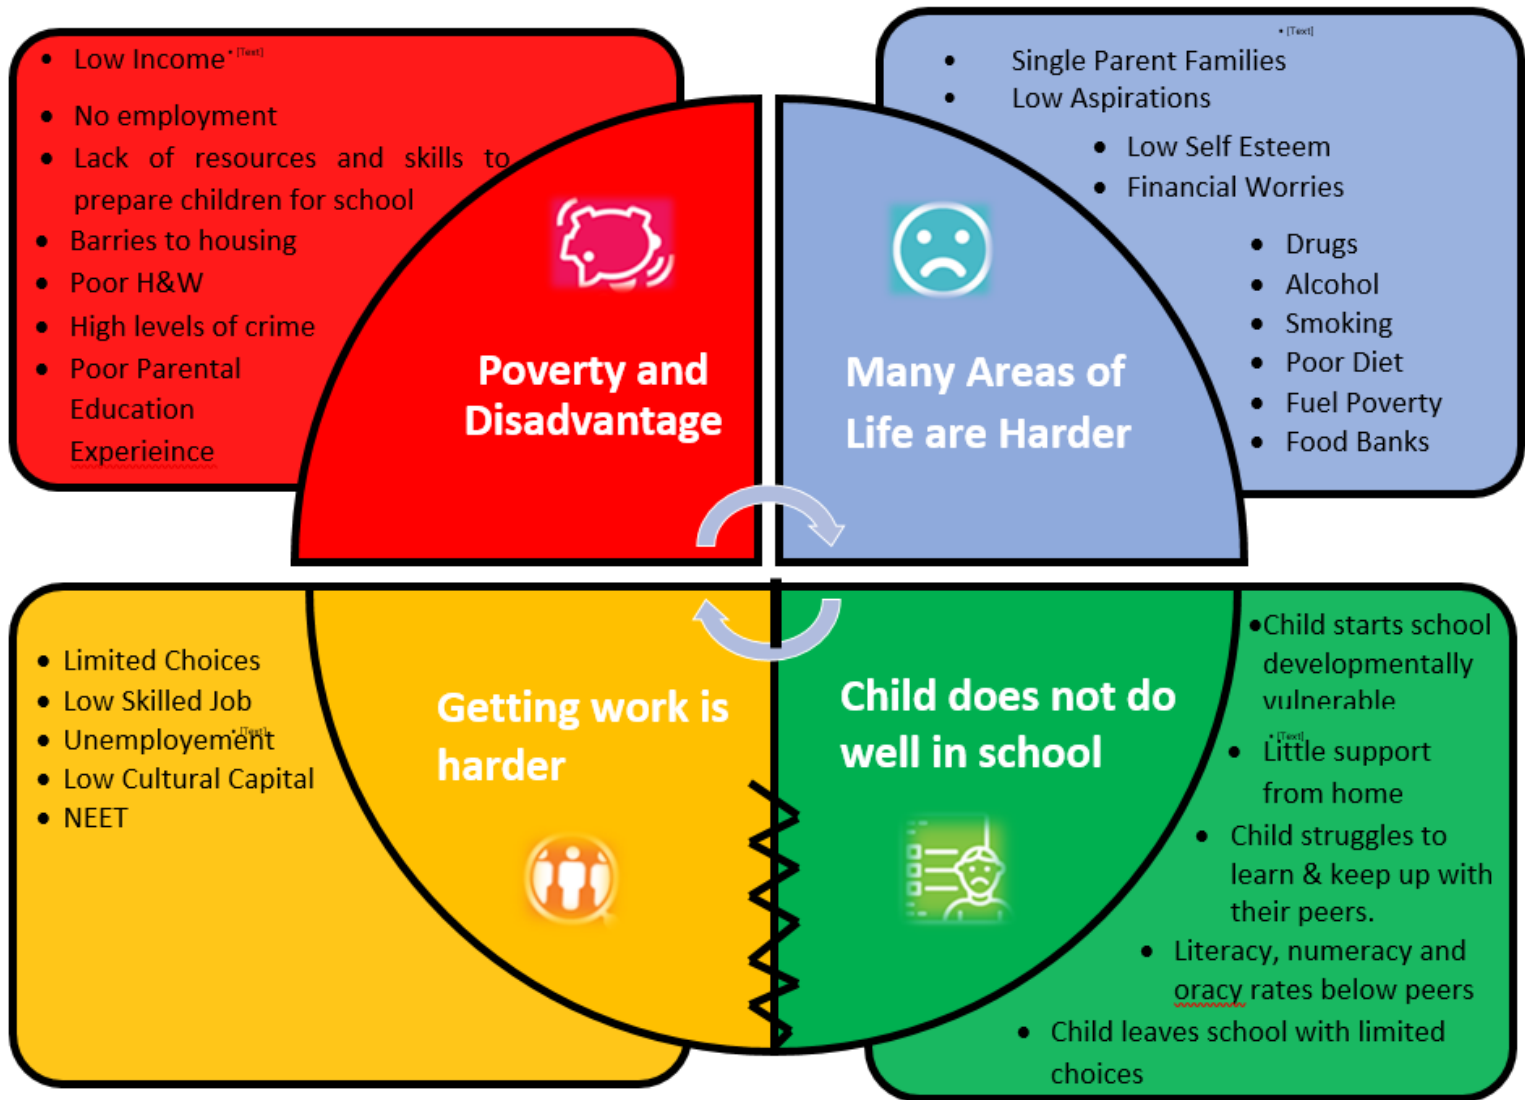 • Low Income • [Text]
• No employment
• Lack of resources and skills to
prepare children for school
• Barries to housing
• Poor H&W
• High levels of crime
• Poor Parental
Education
Experieince
Poverty and
Disadvantage
• [Text]
• Single Parent Families
• Low Aspirations
• Low Self Esteem
• Financial Worries
• Drugs
• Alcohol
• Smoking
• Poor Diet
• Fuel Poverty
• Food Banks
Many Areas of
Life are Harder
• Limited Choices
• Low Skilled Job
• [Text]
• Unemployement
• Low Cultural Capital
• NEET
Getting work is
harder
Child does not do
well in school
•Child starts school
developmentally
vulnerable
• [Text]
• Little support
from home
• Child struggles to
learn & keep up with
their peers.
• Literacy, numeracy and
oracy rates below peers
• Child leaves school with limited
choices